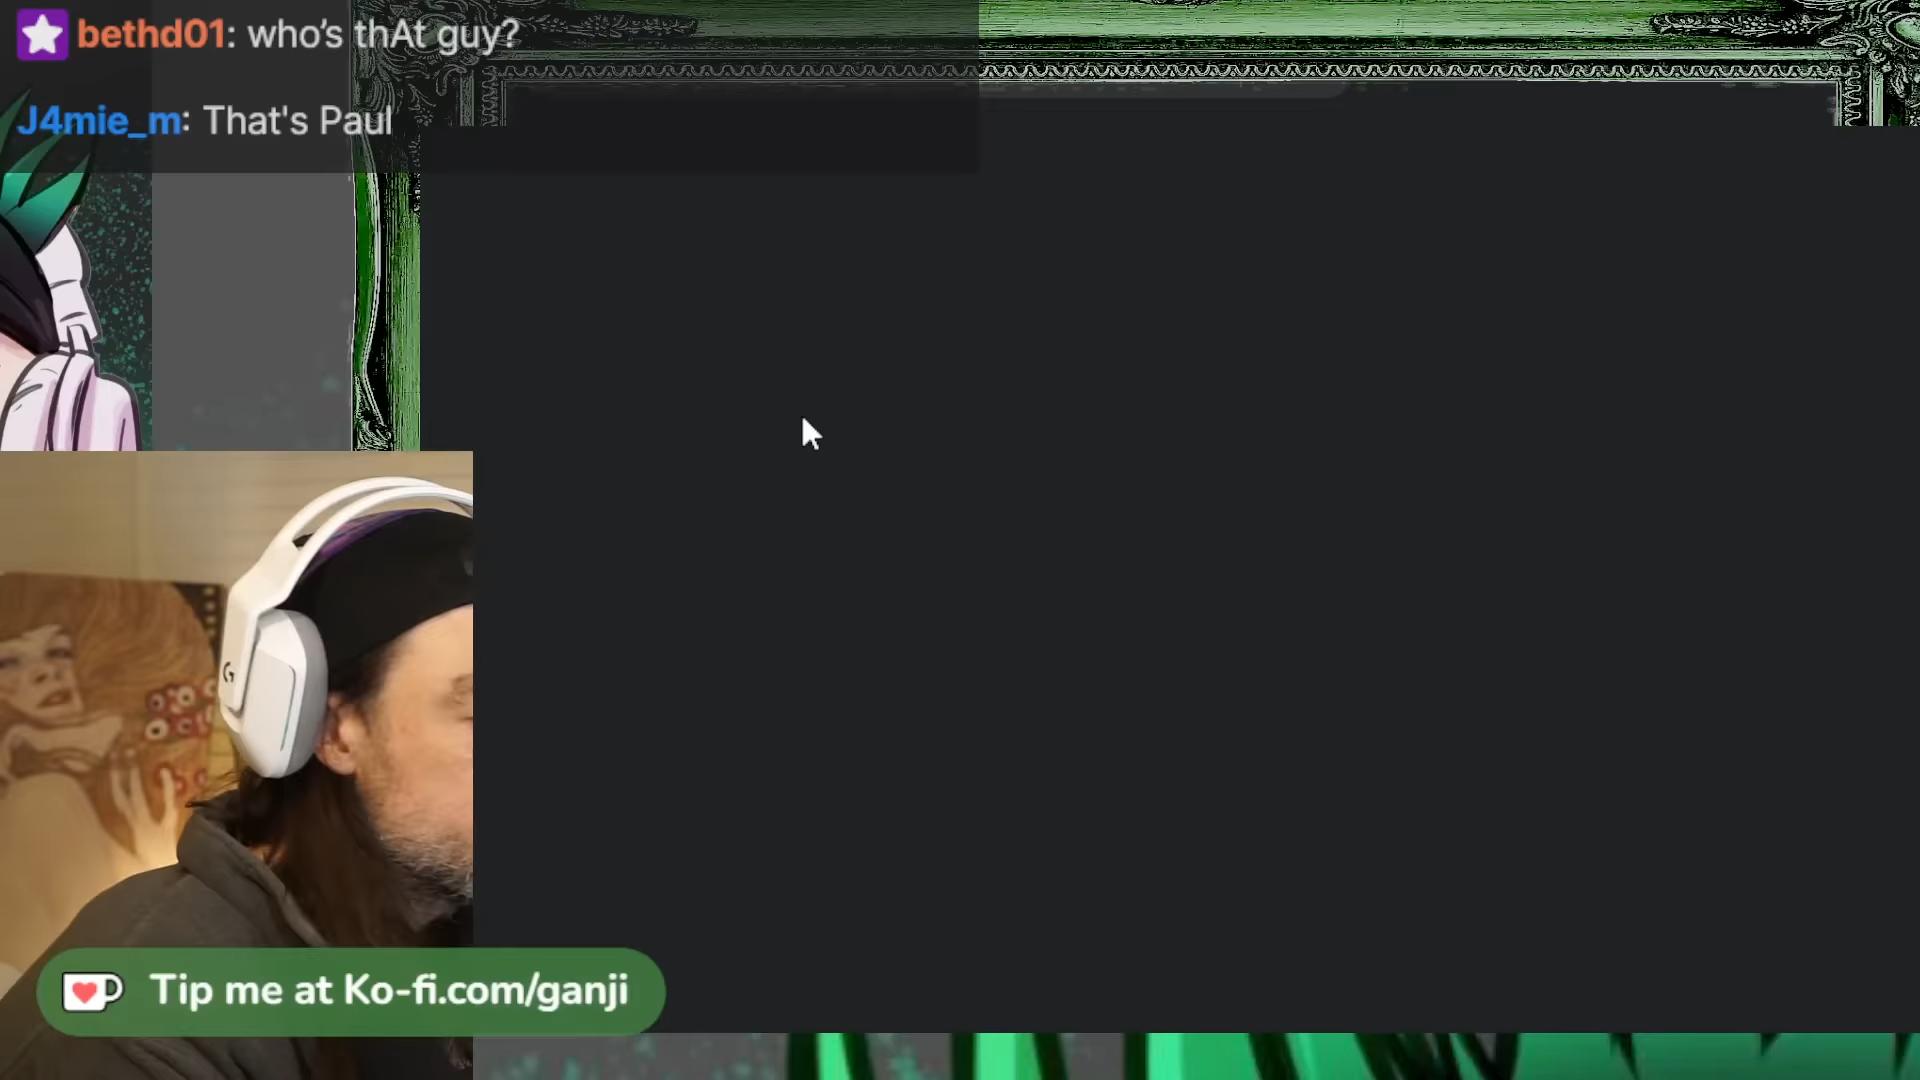 bethd01: who's thAt guy?
J4mie_m: That's Paul
Tip me at Ko-fi.com/ganji